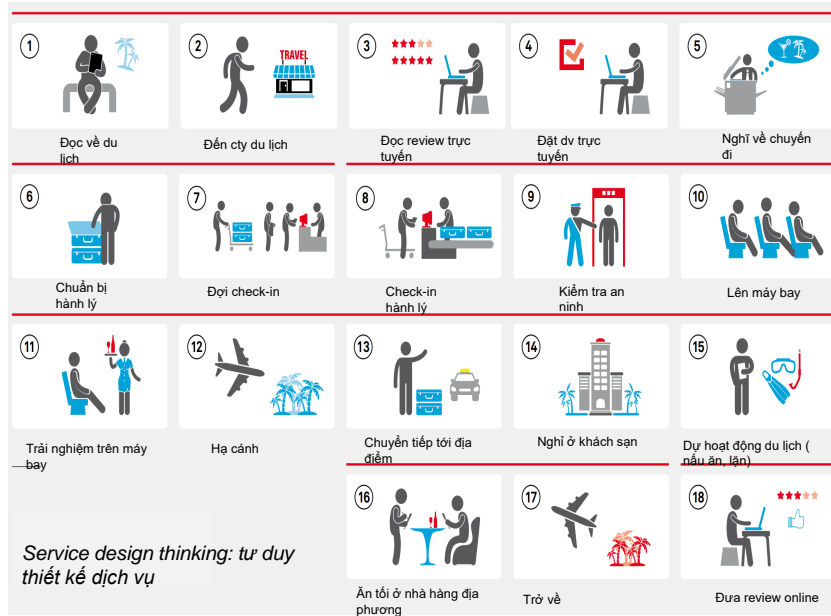 1
2
3
4
5
TRAVEL
Đọc về du
lịch
Đến cty du lịch
Đọc review trực
tuyến
Đặt dv trực
tuyến
Nghĩ về chuyến
đi
6
7
8
9
10
Chuẩn bị
hành lý
Đợi check-in
Check-in
hành lý
Kiểm tra an
ninh
Lên máy bay
11
12
13
14
15
Trải nghiệm trên máy
bay
Hạ cánh
Chuyển tiếp tới địa
điểm
Nghỉ ở khách sạn
Dự hoạt động du lịch (
nấu ăn, lặn)
16
17
18
Service design thinking: tư duy
thiết kế dịch vụ
Ăn tối ở nhà hàng địa
phương
Trở về
Đưa review online